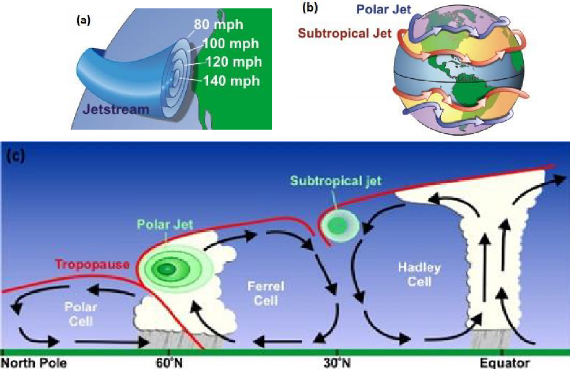 (a)
80 mph
100 mph
120 mph
140 mph
Jetstream
(b)
Polar Jet
Subtropical Jet
(c)
Subtropical jet
Polar Jet
Tropopause
Polar
Cell
Ferrel
Cell
Hadley
Cell
North Pole
60°N
30°N
Equator